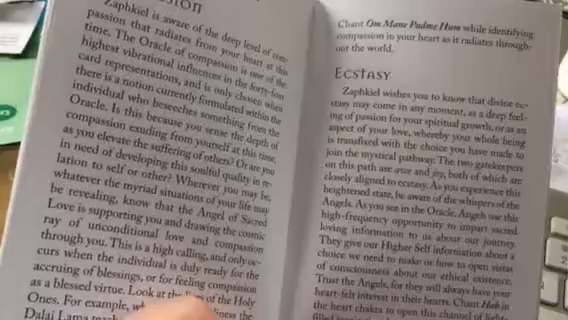 Zaphkiel is aware of the deep level of com-
passion that radiates from your heart at this
time. The Oracle of compassion is one of the
highest vibrational influences in the forty-four
card representations, and is only chosen when
there is a notion currently formulated within the
individual who beseeches something from the
Oracle. Is this because you sense the depth of
compassion exuding from yourself at this time,
as you elevate the suffering of others? Or are you
in need of developing this soulful quality in re-
lation to self or other? Wherever you may be,
whatever the myriad situations of your life may
be revealing, know that the Angel of Sacred
Love is supporting you and drawing the cosmic
ray of unconditional love and compassion
through you. This is a high calling, and only oc-
curs when the individual is duly ready for the
accruing of blessings, or for feeling compassion
as a blessed virtue. Look at the of the Holy
Ones. For example, the
Dalai Lama
Chant Om Mane Padme Hum while identifying
compassion in your heart as it radiates through-
out the world.
Ecstasy
Zaphkiel wishes you to know that divine ec-
stasy may come in any moment, as a deep feel-
ing of passion for your spiritual growth, or as an
aspect of your love, whereby your whole being
is transfixed with the choice you have made to
join the mystical pathway. The two gatekeepers
on this path are awe and joy, both of which are
closely aligned to ecstasy. As you experience this
heightened state, be aware of the whispers of the
Angels. As you see in the Oracle, Angels use this
high-frequency opportunity to impart sacred
loving information to us about our journey.
They give our Higher Self information about a
choice we need to make or how to open vistas
of consciousness about our ethical existence.
Trust the Angels, for they will always have your
heart-felt interest in their hearts. Chant in
the heart chakra to open this channel of light-